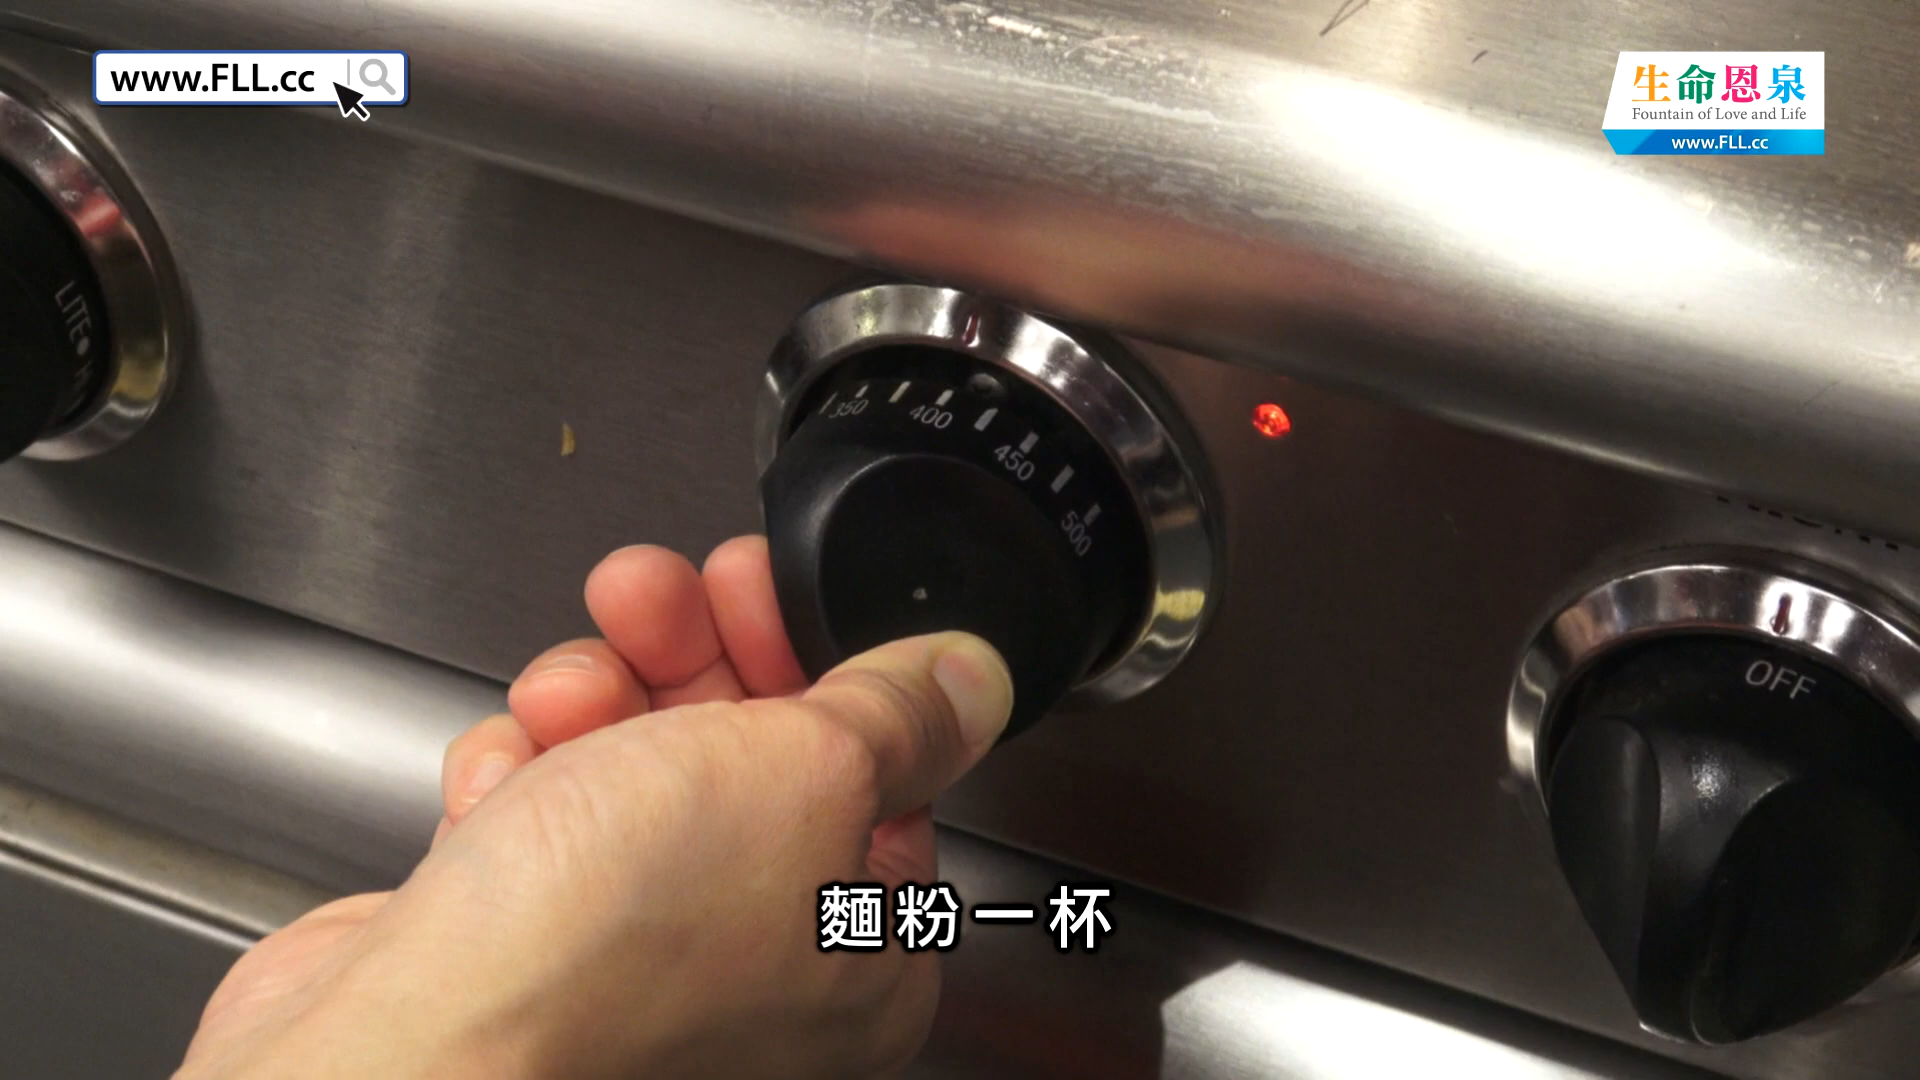 www.FLL.cc
生命恩泉
Fountain of Love and Life
www.FLL.cc
LITE
350
400
450
500
OFF
麵粉一杯